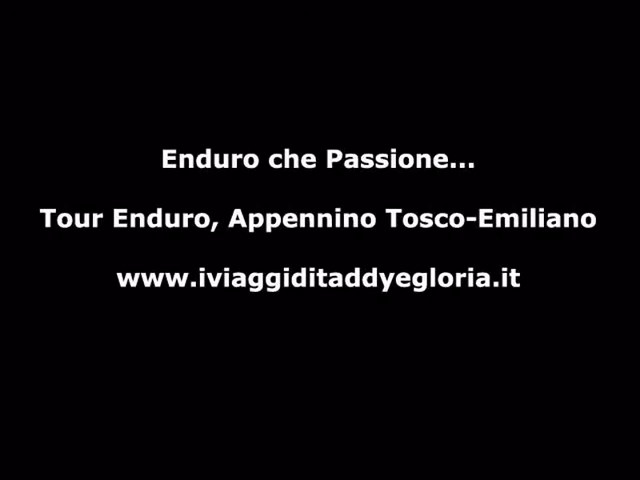 Enduro che Passione...
Tour Enduro, Appennino Tosco-Emiliano
www.iviaggiditaddyegloria.it